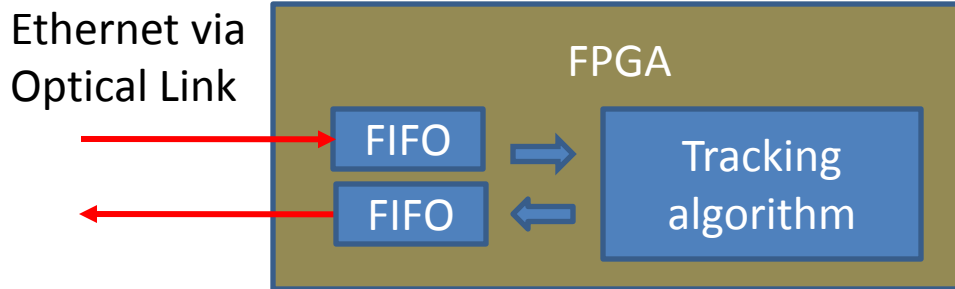 Ethernet via
Optical Link
FPGA
FIFO
FIFO
Tracking
algorithm